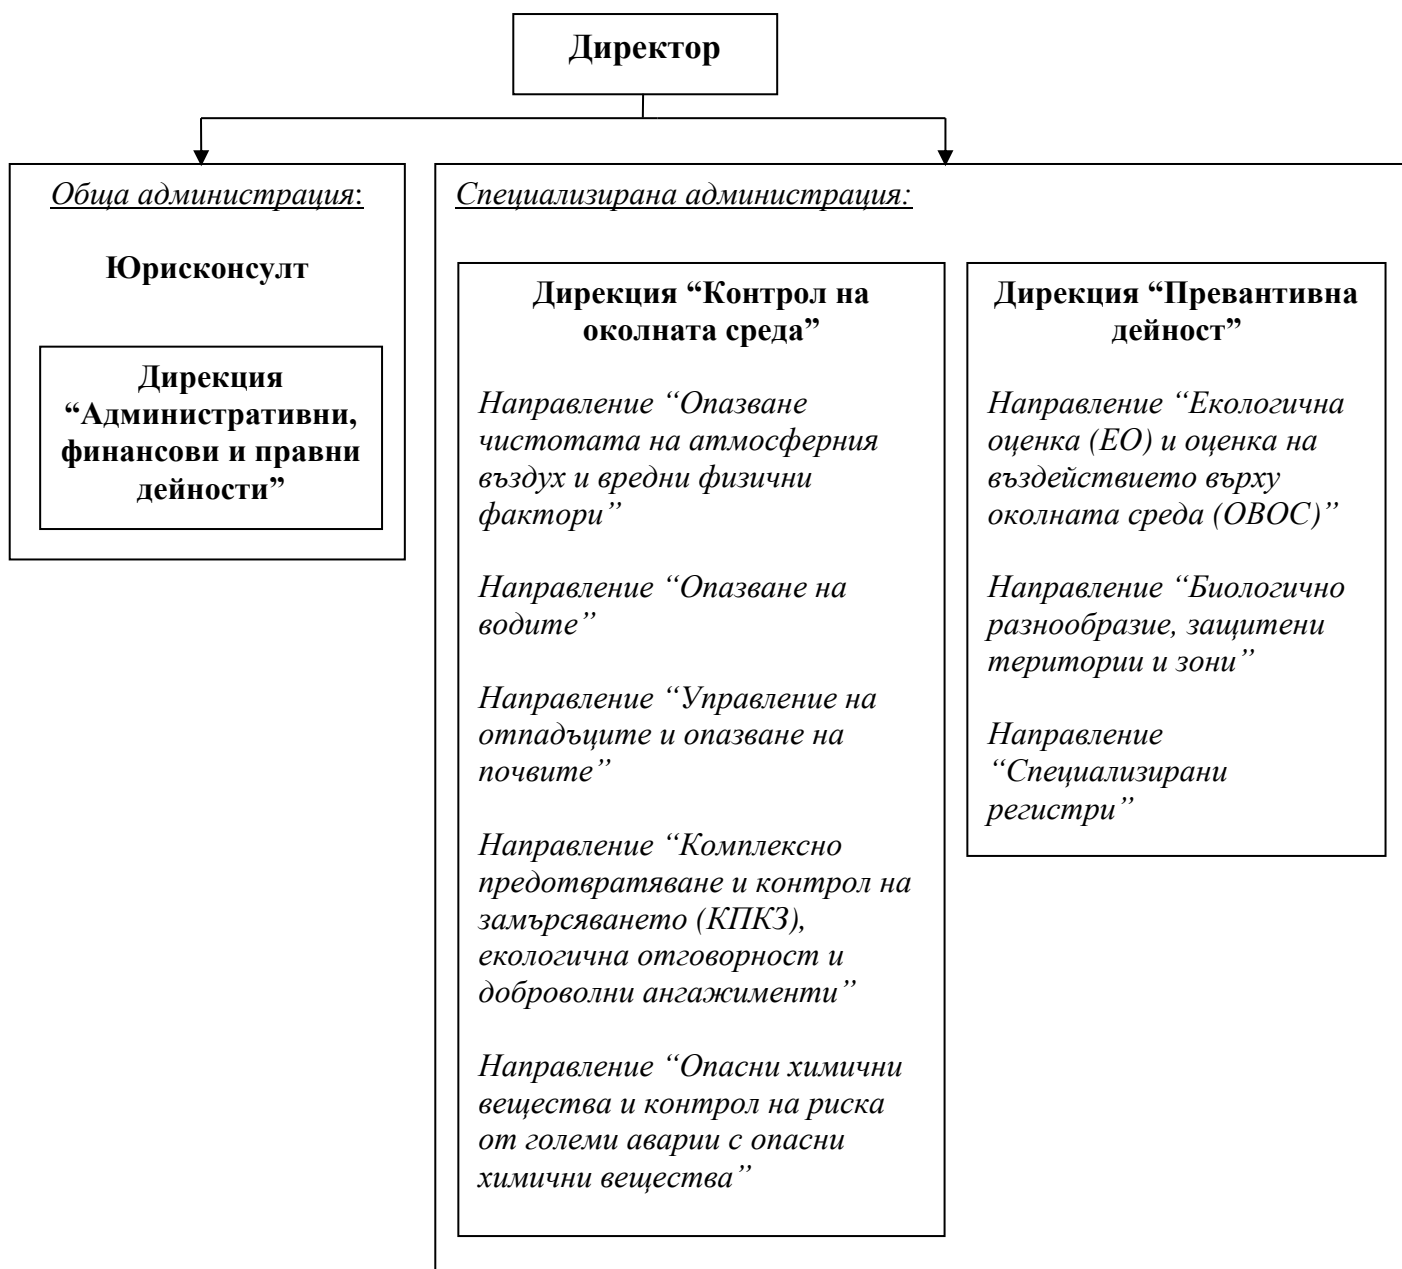 Директор
Обща администрация:
Юрисконсулт
Дирекция
“Административни,
финансови и правни
дейности”
Специализирана администрация:
Дирекция “Контрол на
околната среда”
Направление “Опазване
чистотата на атмосферния
въздух и вредни физични
фактори”
Направление “Опазване на
водите”
Направление “Управление на
отпадъците и опазване на
почвите”
Направление “Комплексно
предотвратяване и контрол на
замърсяването (КПКЗ),
екологична отговорност и
доброволни ангажименти”
Направление “Опасни химични
вещества и контрол на риска
от големи аварии с опасни
химични вещества”
Дирекция “Превантивна
дейност”
Направление “Екологична
оценка (ЕО) и оценка на
въздействието върху
околната среда (ОВОС)”
Направление “Биологично
разнообразие, защитени
територии и зони”
Направление
“Специализирани
регистри”